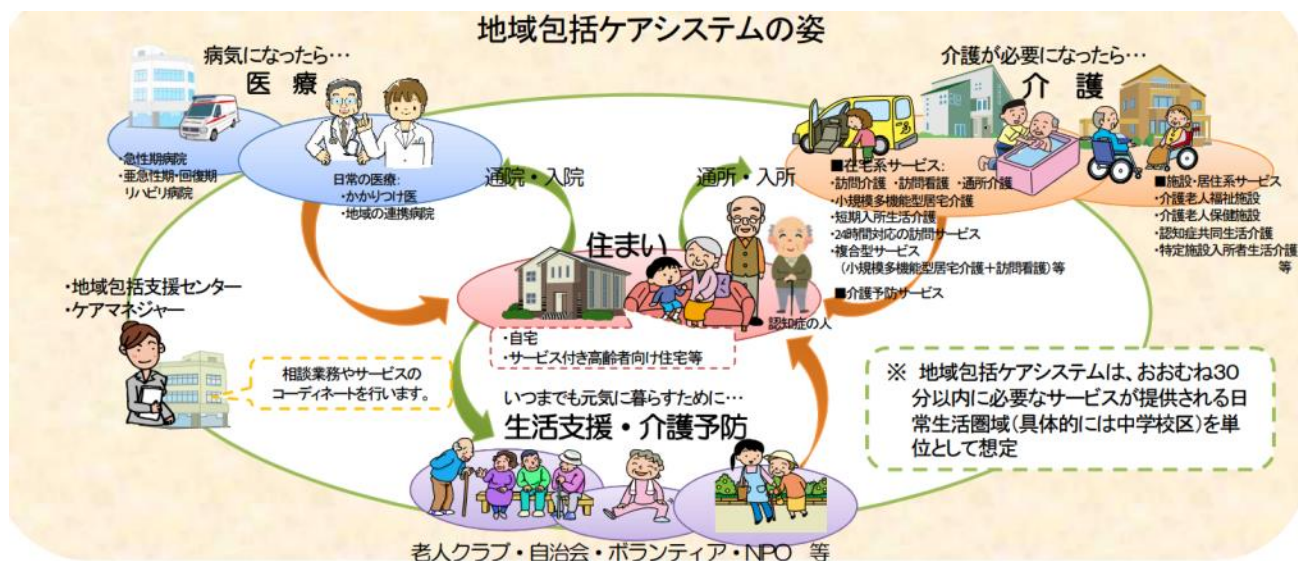 地域包括ケアシステムの姿
病気になったら…
医 療
・急性期病院
・亜急性期・回復期
リハビリ病院
日常の医療:
・かかりつけ医
・地域の連携病院
通院・入院
通所・入所
介護が必要になったら…
介 護
■在宅系サービス:
・訪問介護 ・訪問看護 ・通所介護
・小規模多機能型居宅介護
・短期入所生活介護
・24時間対応の訪問サービス
・複合型サービス
(小規模多機能型居宅介護+訪問看護)等
■介護予防サービス
■施設・居住系サービス
・介護老人福祉施設
・介護老人保健施設
・認知症共同生活介護
・特定施設入所者生活介護
等
住まい
・自宅
・サービス付き高齢者向け住宅等
認知症の人
・地域包括支援センター
・ケアマネジャー
相談業務やサービスの
コーディネートを行います。
いつまでも元気に暮らすために…
生活支援・介護予防
老人クラブ・自治会・ボランティア・NPO 等
※ 地域包括ケアシステムは、おおむね30
分以内に必要なサービスが提供される日
常生活圏域(具体的には中学校区)を単
位として想定